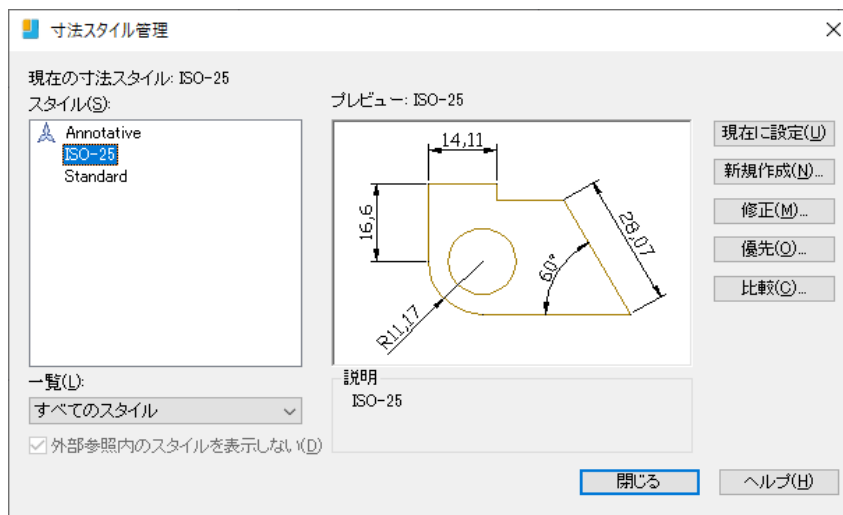 寸法スタイル管理
現在の寸法スタイル: ISO-25
スタイル(S):
Annotative
ISO-25
Standard
プレビュー: ISO-25
14,11
16,6
28,07
60°
R11,17
現在に設定(U)
新規作成(N)...
修正(M)...
優先(O)...
比較(C)...
一覧(L):
すべてのスタイル
外部参照内のスタイルを表示しない(D)
説明
ISO-25
閉じる
ヘルプ(H)